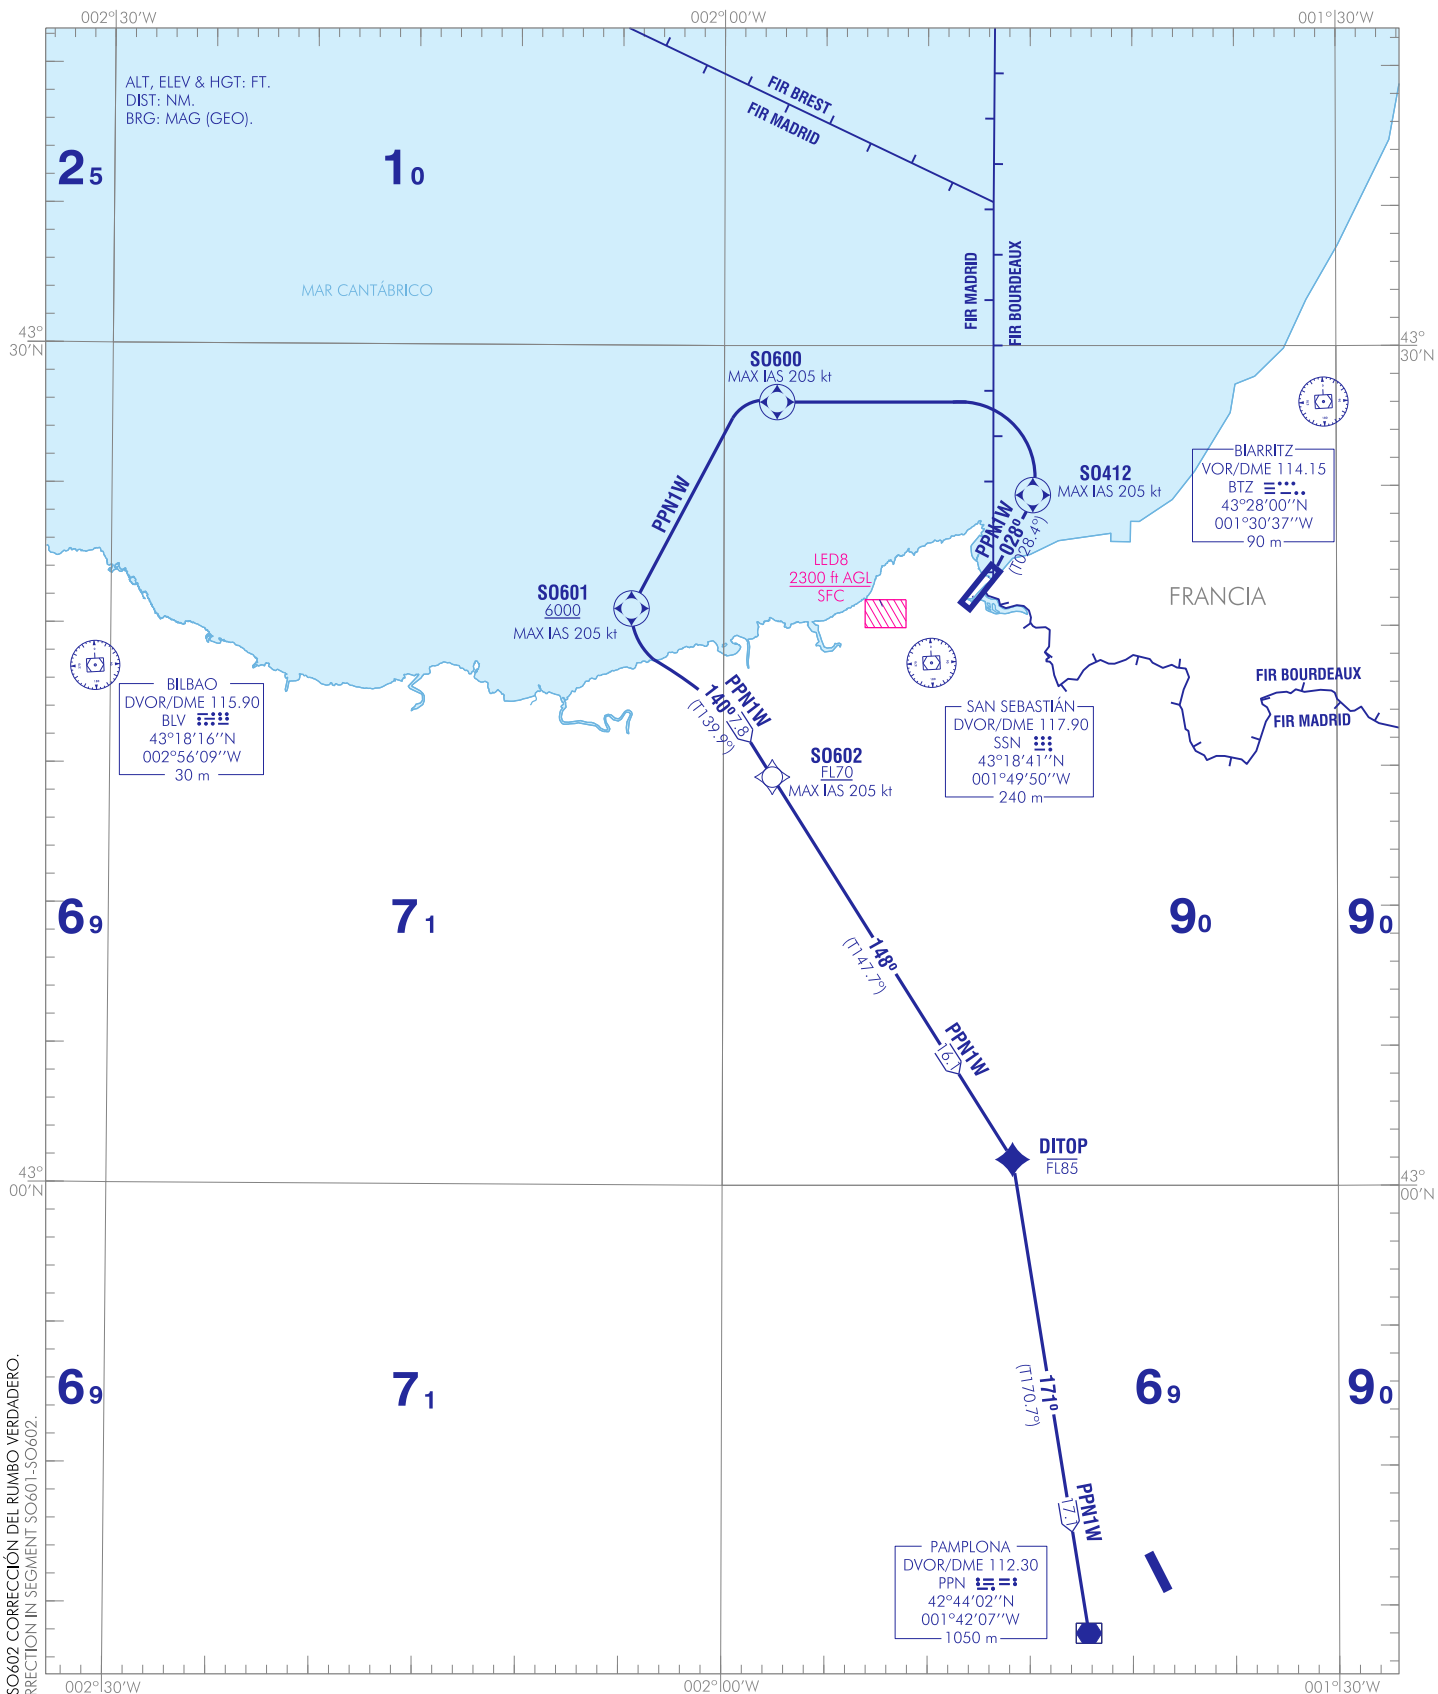 002°30'W
002°00'W
001°30'W
ALT, ELEV & HGT: FT.
DIST: NM.
BRG: MAG (GEO).
FIR BREST
FIR MADRID
25
10
FIR MADRID
FIR BOURDEAUX
MAR CANTÁBRICO
43°
30'N
43°
30'N
SO600
MAX IAS 205 kt
SO412
MAX IAS 205 kt
BIARRITZ
VOR/DME 114.15
BTZ
43°28'00''N
001°30'37''W
90 m
PPN1W
PPN1W
028°
(T028.4°)
LED8
2300 ft AGL
SFC
FRANCIA
SO601
6000
MAX IAS 205 kt
BILBAO
DVOR/DME 115.90
BLV
43°18'16''N
002°56'09''W
30 m
PPN1W
140°
7.8
(T139.9°)
SAN SEBASTIÁN
DVOR/DME 117.90
SSN
43°18'41''N
001°49'50''W
240 m
FIR BOURDEAUX
FIR MADRID
SO602
FL70
MAX IAS 205 kt
69
71
90
90
148°
(T147.7°)
PPN1W
16.1
DITOP
FL85
43°
00'N
43°
00'N
69
71
69
90
171°
(T170.7°)
PPN1W
17.1
PAMPLONA
DVOR/DME 112.30
PPN
42°44'02''N
001°42'07''W
1050 m
SO602 CORRECCIÓN DEL RUMBO VERDADERO.
RRECTION IN SEGMENT SO601-SO602.
002°30'W
002°00'W
001°30'W